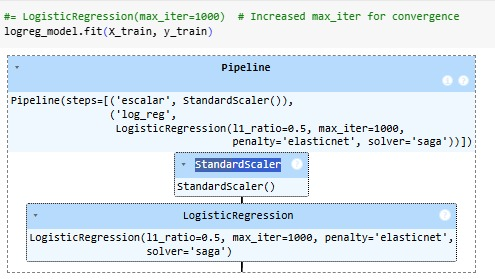 #= LogisticRegression(max_iter=1000)  # Increased max_iter for convergence
logreg_model.fit(X_train, y_train)
Pipeline
i ?
Pipeline(steps=[('escalar', StandardScaler()),
('log_reg',
LogisticRegression(l1_ratio=0.5, max_iter=1000,
penalty='elasticnet', solver='saga'))])
StandardScaler ?
StandardScaler()
LogisticRegression ?
LogisticRegression(l1_ratio=0.5, max_iter=1000, penalty='elasticnet',
solver='saga')